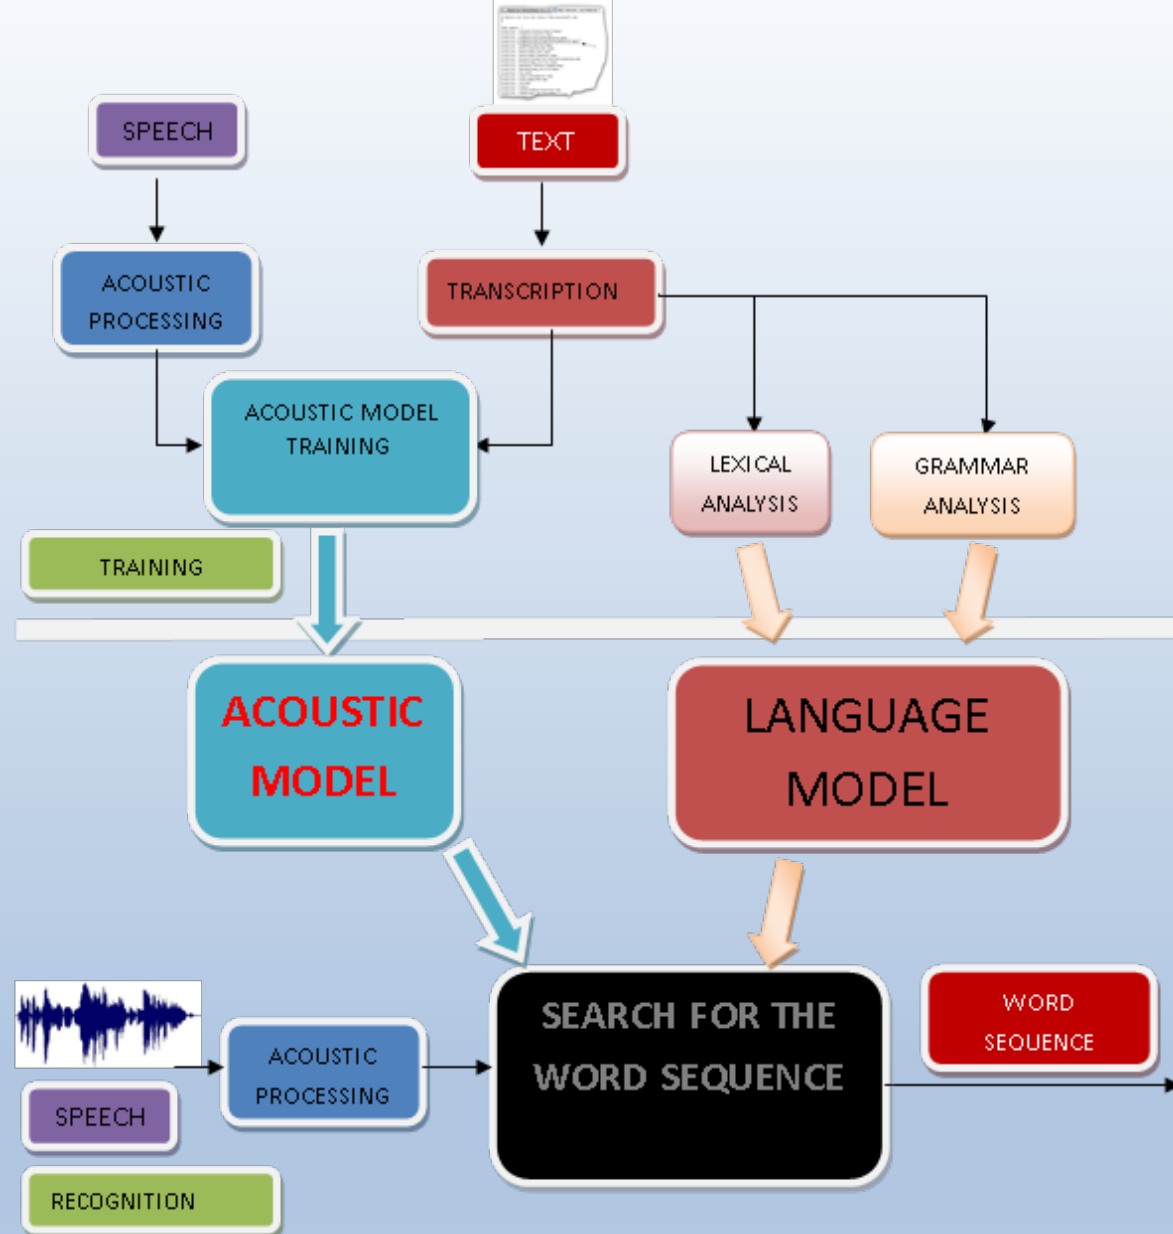 SPEECH
TEXT
ACOUSTIC
PROCESSING
TRANSCRIPTION
ACOUSTIC MODEL
TRAINING
LEXICAL
ANALYSIS
GRAMMAR
ANALYSIS
TRAINING
ACOUSTIC
MODEL
LANGUAGE
MODEL
SEARCH FOR THE
WORD SEQUENCE
WORD
SEQUENCE
ACOUSTIC
PROCESSING
SPEECH
RECOGNITION